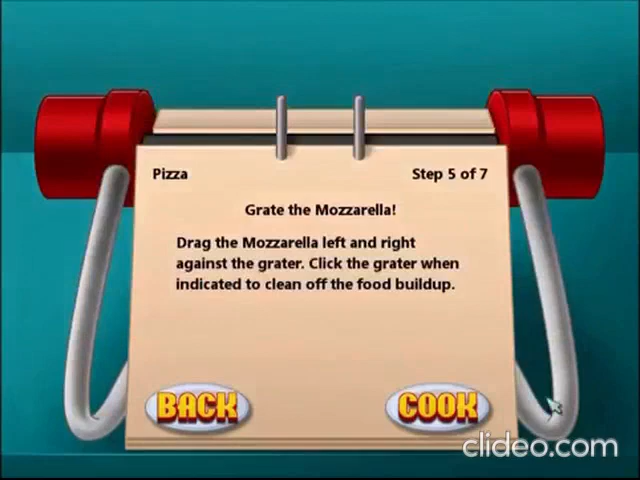 Pizza
Step 5 of 7
Grate the Mozzarella!
Drag the Mozzarella left and right
against the grater. Click the grater when
indicated to clean off the food buildup.
BACK
COOK
clideo.com